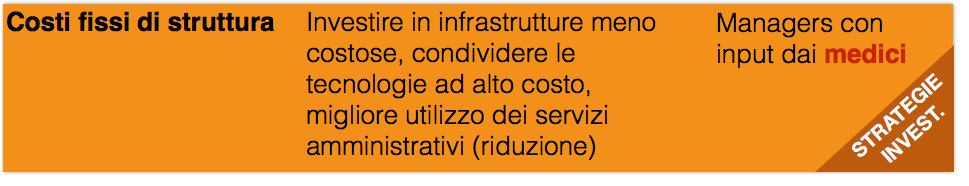 Costi fissi di struttura
Investire in infrastrutture meno
costose, condividere le
tecnologie ad alto costo,
migliore utilizzo dei servizi
amministrativi (riduzione)
Managers con
input dai medici
STRATEGIE
INVEST.